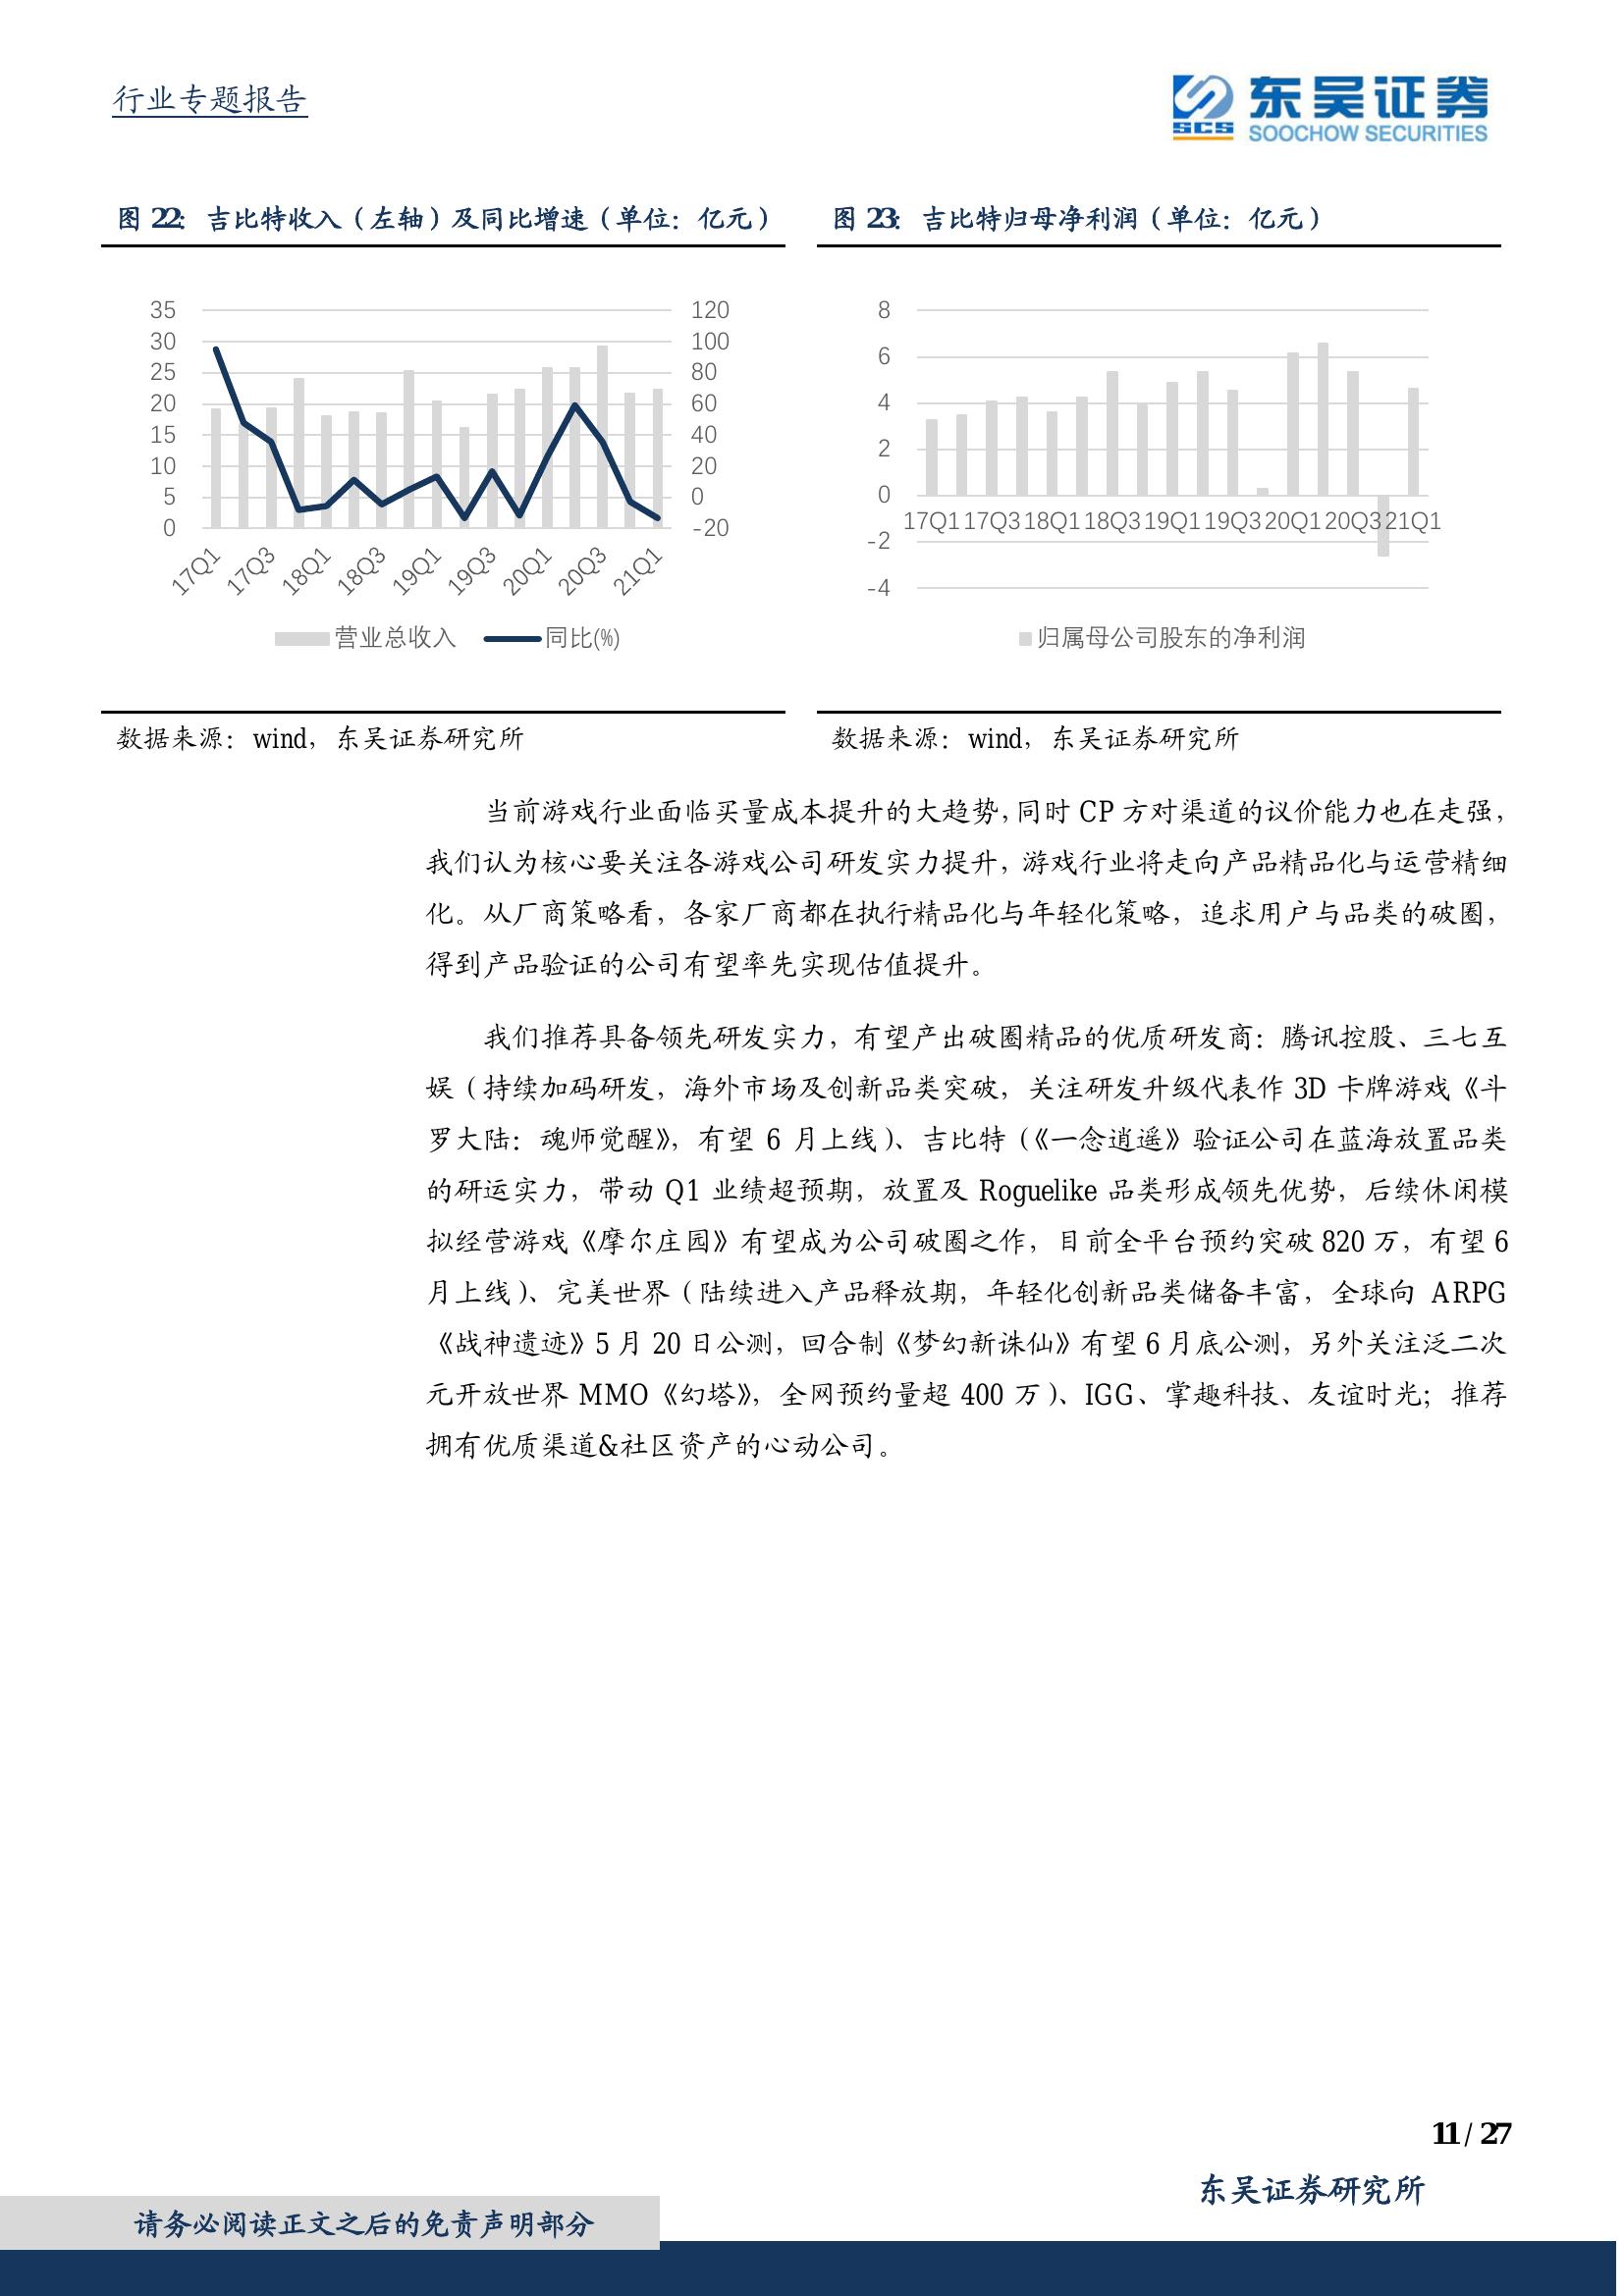 行业专题报告
SCS 东吴证券
SOOCHOW SECURITIES
图 22: 吉比特收入（左轴）及同比增速（单位：亿元）
35
30
25
20
15
10
5
0
120
100
80
60
40
20
0
-20
17Q1 17Q3 18Q1 18Q3 19Q1 19Q3 20Q1 20Q3 21Q1
营业总收入 同比(%)
数据来源：wind，东吴证券研究所
图 23: 吉比特归母净利润（单位：亿元）
8
6
4
2
0
-2
-4
17Q1 17Q3 18Q1 18Q3 19Q1 19Q3 20Q1 20Q3 21Q1
归属母公司股东的净利润
数据来源：wind，东吴证券研究所
当前游戏行业面临买量成本提升的大趋势，同时 CP 方对渠道的议价能力也在走强，
我们认为核心要关注各游戏公司研发实力提升，游戏行业将走向产品精品化与运营精细
化。从厂商策略看，各家厂商都在执行精品化与年轻化策略，追求用户与品类的破圈，
得到产品验证的公司有望率先实现估值提升。
我们推荐具备领先研发实力，有望产出破圈精品的优质研发商：腾讯控股、三七互
娱（持续加码研发，海外市场及创新品类突破，关注研发升级代表作 3D 卡牌游戏《斗
罗大陆：魂师觉醒》，有望 6 月上线）、吉比特（《一念逍遥》验证公司在蓝海放置品类
的研运实力，带动 Q1 业绩超预期，放置及 Roguelike 品类形成领先优势，后续休闲模
拟经营游戏《摩尔庄园》有望成为公司破圈之作，目前全平台预约突破 820 万，有望 6
月上线）、完美世界（陆续进入产品释放期，年轻化创新品类储备丰富，全球向 ARPG
《战神遗迹》5 月 20 日公测，回合制《梦幻新诛仙》有望 6 月底公测，另外关注泛二次
元开放世界 MMO《幻塔》，全网预约量超 400 万）、IGG、掌趣科技、友谊时光；推荐
拥有优质渠道&社区资产的心动公司。
11 / 27
东吴证券研究所
请务必阅读正文之后的免责声明部分